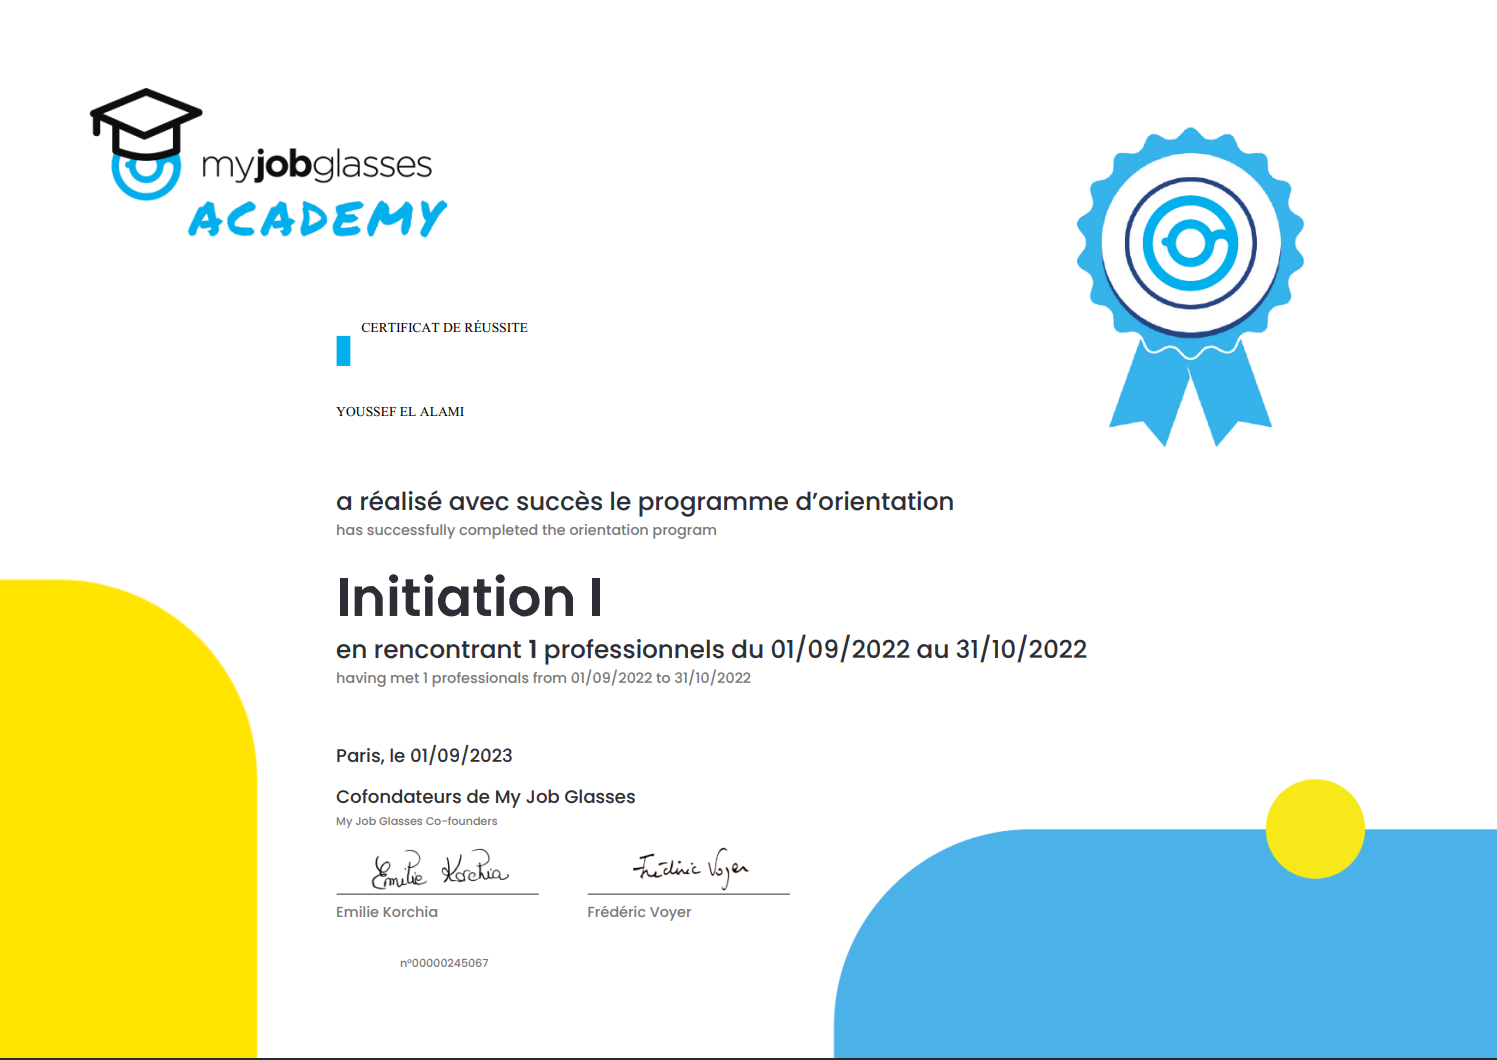 myjobglasses
ACADEMY
CERTIFICAT DE RÉUSSITE
YOUSSEF EL ALAMI
a réalisé avec succès le programme d’orientation
has successfully completed the orientation program
Initiation I
en rencontrant 1 professionnels du 01/09/2022 au 31/10/2022
having met 1 professionals from 01/09/2022 to 31/10/2022
Paris, le 01/09/2023
Cofondateurs de My Job Glasses
My Job Glasses Co-founders
Emilie Korchia Frédéric Voyer
Emilie Korchia Frédéric Voyer
n°00000245067